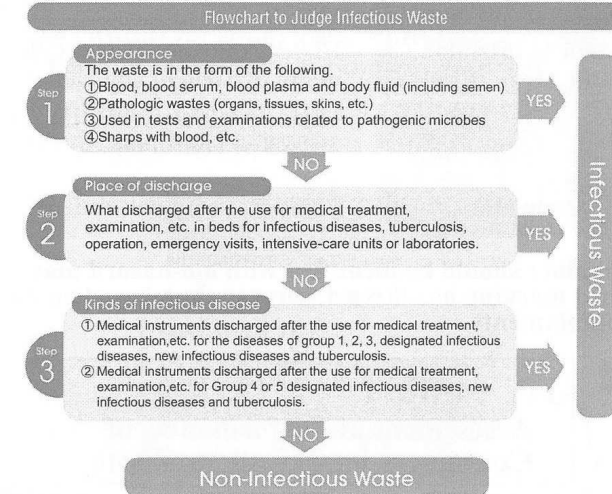 Flowchart to Judge Infectious Waste
Appearance
Step
1
The waste is in the form of the following.
①Blood, blood serum, blood plasma and body fluid (including semen)
②Pathologic wastes (organs, tissues, skins, etc.)
③Used in tests and examinations related to pathogenic microbes
④Sharps with blood, etc.
YES
NO
Place of discharge
Step
2
What discharged after the use for medical treatment,
examination, etc. in beds for infectious diseases, tuberculosis,
operation, emergency visits, intensive-care units or laboratories.
YES
NO
Kinds of infectious disease
Step
3
① Medical instruments discharged after the use for medical treatment,
examination,etc. for the diseases of group 1, 2, 3, designated infectious
diseases, new infectious diseases and tuberculosis.
② Medical instruments discharged after the use for medical treatment,
examination,etc. for Group 4 or 5 designated infectious diseases, new
infectious diseases and tuberculosis.
YES
NO
Infectious Waste
Non-Infectious Waste